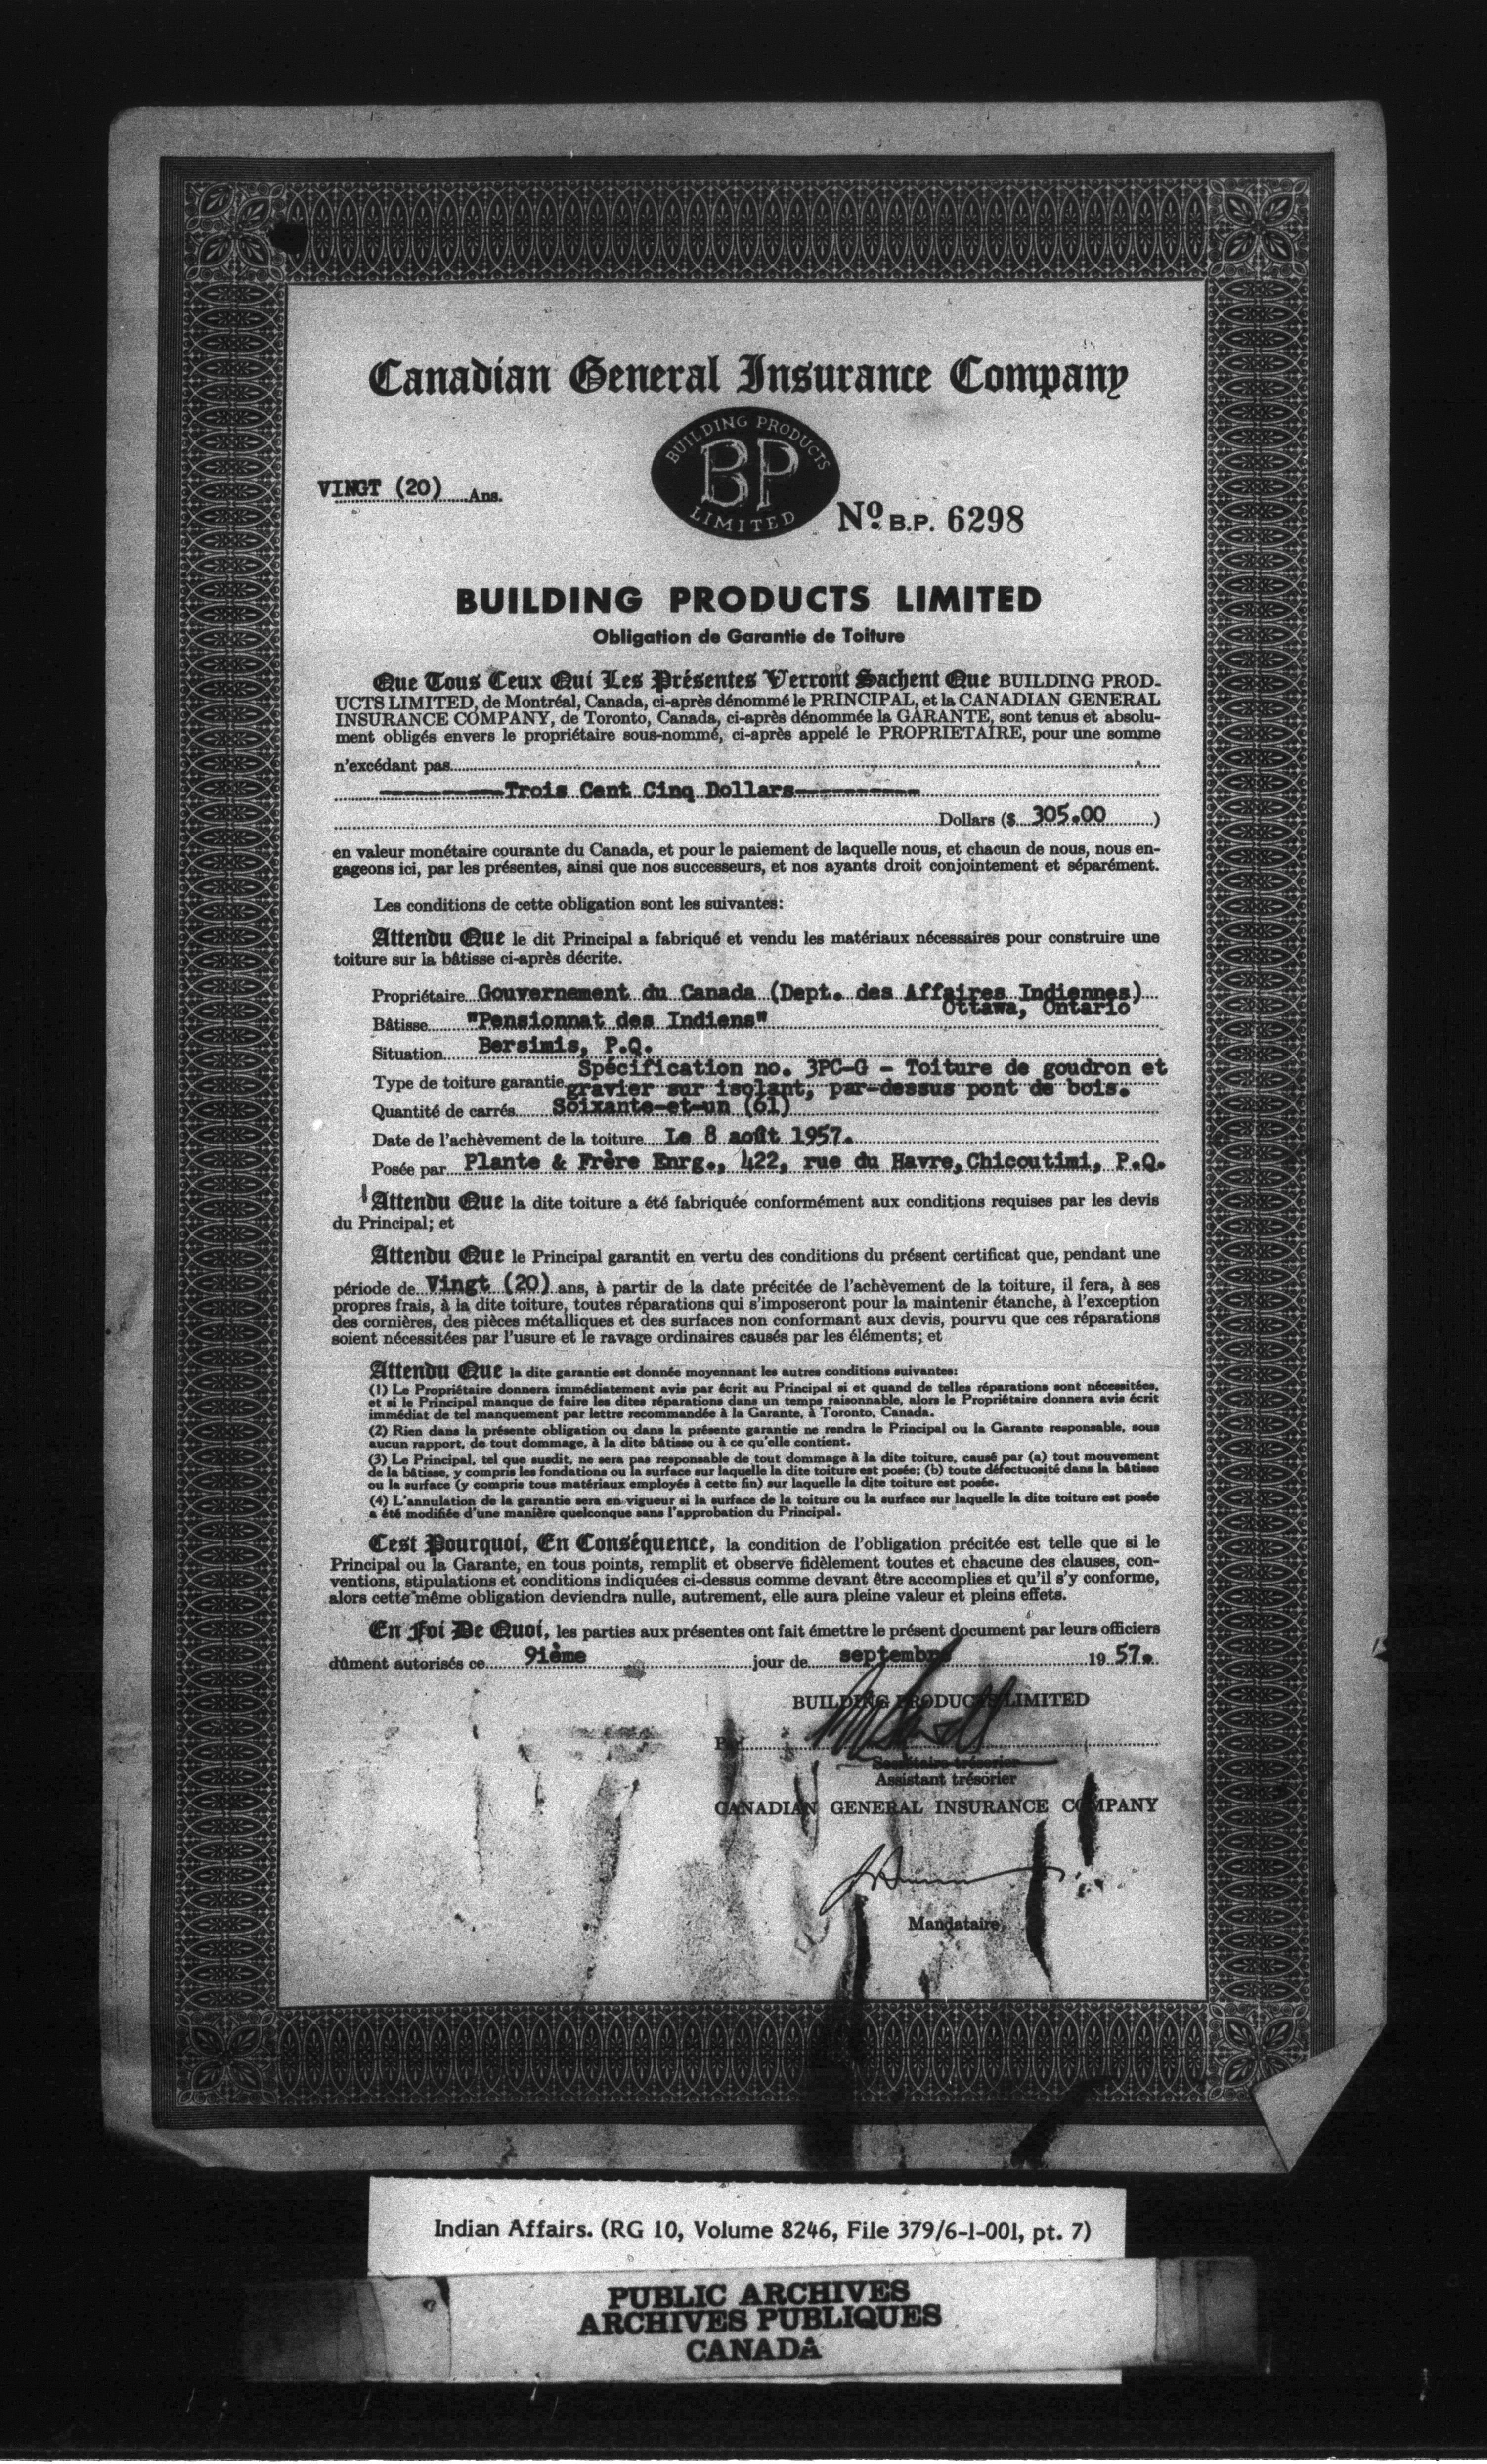 Canadian General Insurance Company
BUILDING PRODUCTS
BP
LIMITED
VINGT (20) Ans.
Nº B.P. 6298
BUILDING PRODUCTS LIMITED
Obligation de Garantie de Toiture
Que Tous Ceux Qui Les Présentes Verront Sachent Que BUILDING PROD-
UCTS LIMITED, de Montréal, Canada, ci-après dénommé le PRINCIPAL, et la CANADIAN GENERAL
INSURANCE COMPANY, de Toronto, Canada, ci-après dénommée la GARANTE, sont tenus et absolu-
ment obligés envers le propriétaire sous-nommé, ci-après appelé le PROPRIETAIRE, pour une somme
n'excédant pas
----------Trois Cent Cinq Dollars----------
Dollars ($ 305.00 )
en valeur monétaire courante du Canada, et pour le paiement de laquelle nous, et chacun de nous, nous en-
gageons ici, par les présentes, ainsi que nos successeurs, et nos ayants droit conjointement et séparément.
Les conditions de cette obligation sont les suivantes:
Attendu Que le dit Principal a fabriqué et vendu les matériaux nécessaires pour construire une
toiture sur la bâtisse ci-après décrite.
Propriétaire Gouvernement du Canada (Dept. des Affaires Indiennes)
Ottawa, Ontario
Bâtisse "Pensionnat des Indiens"
Situation Bersimis, P.Q.
Spécification no. 3PC-G - Toiture de goudron et
Type de toiture garantie gravier sur isolant, par-dessus pont de bois.
Quantité de carrés Soixante-et-un (61)
Date de l'achèvement de la toiture Le 8 août 1957.
Posée par Plante & Frère Enrg., 422, rue du Havre, Chicoutimi, P.Q.
Attendu Que la dite toiture a été fabriquée conformément aux conditions requises par les devis
du Principal; et
Attendu Que le Principal garantit en vertu des conditions du présent certificat que, pendant une
période de Vingt (20) ans, à partir de la date précitée de l'achèvement de la toiture, il fera, à ses
propres frais, à la dite toiture, toutes réparations qui s'imposeront pour la maintenir étanche, à l'exception
des cornières, des pièces métalliques et des surfaces non conformant aux devis, pourvu que ces réparations
soient nécessitées par l'usure et le ravage ordinaires causés par les éléments; et
Attendu Que la dite garantie est donnée moyennant les autres conditions suivantes:
(1) Le Propriétaire donnera immédiatement avis par écrit au Principal si et quand de telles réparations sont nécessitées,
et si le Principal manque de faire les dites réparations dans un temps raisonnable, alors le Propriétaire donnera avis écrit
immédiat de tel manquement par lettre recommandée à la Garante, à Toronto, Canada.
(2) Rien dans la présente obligation ou dans la présente garantie ne rendra le Principal ou la Garante responsable, sous
aucun rapport, de tout dommage, à la dite bâtisse ou à ce qu'elle contient.
(3) Le Principal, tel que susdit, ne sera pas responsable de tout dommage à la dite toiture, causé par (a) tout mouvement
de la bâtisse, y compris les fondations ou la surface sur laquelle la dite toiture est posée; (b) toute défectuosité dans la bâtisse
ou la surface (y compris tous matériaux employés à cette fin) sur laquelle la dite toiture est posée.
(4) L'annulation de la garantie sera en vigueur si la surface de la toiture ou la surface sur laquelle la dite toiture est posée
a été modifiée d'une manière quelconque sans l'approbation du Principal.
Cest Pourquoi, En Conséquence, la condition de l'obligation précitée est telle que si le
Principal ou la Garante, en tous points, remplit et observe fidèlement toutes et chacune des clauses, con-
ventions, stipulations et conditions indiquées ci-dessus comme devant être accomplies et qu'il s'y conforme,
alors cette même obligation deviendra nulle, autrement, elle aura pleine valeur et pleins effets.
En Foi De Quoi, les parties aux présentes ont fait émettre le présent document par leurs officiers
dûment autorisés ce 9ième jour de septembre 19 57.
BUILDING PRODUCTS LIMITED
Par
Secrétaire-trésorier
Assistant trésorier
CANADIAN GENERAL INSURANCE COMPANY
Mandataire,
Indian Affairs. (RG 10, Volume 8246, File 379/6-1-001, pt. 7)
PUBLIC ARCHIVES
ARCHIVES PUBLIQUES
CANADA